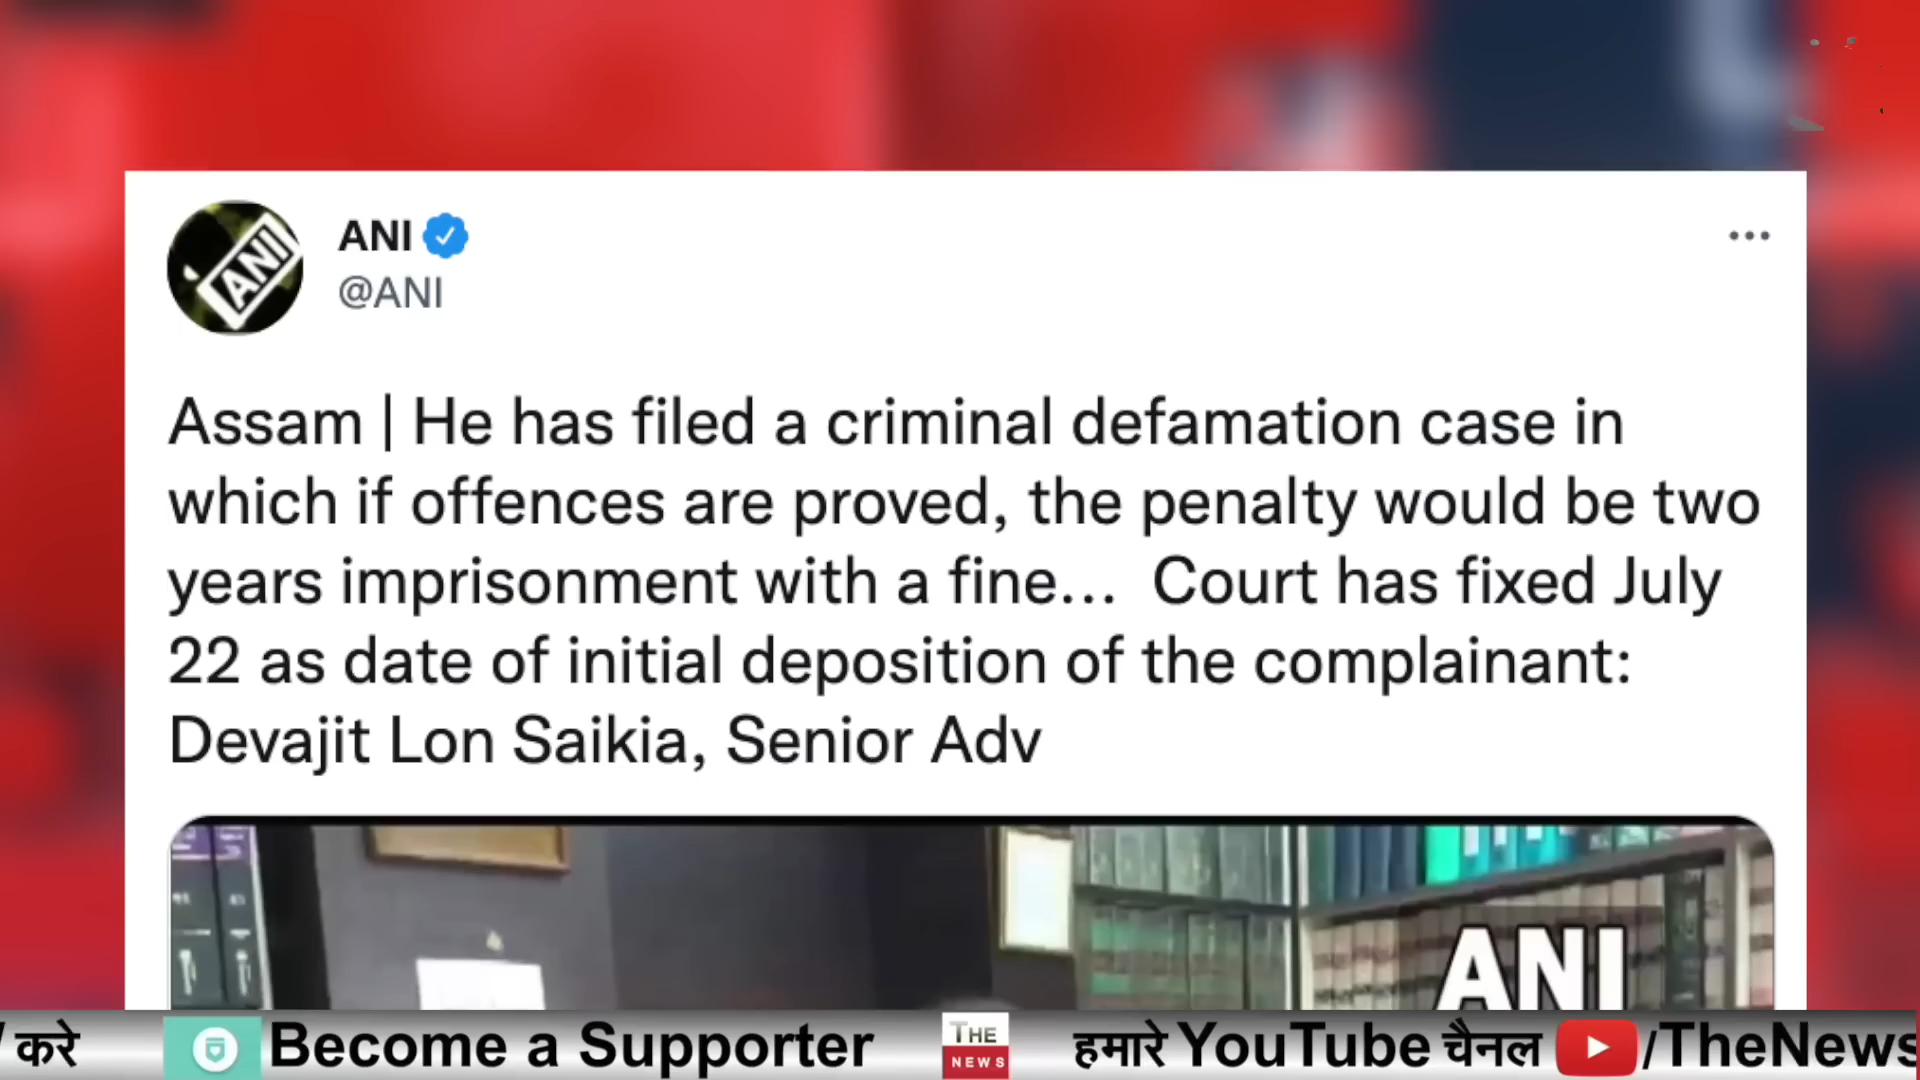 ANI
ANI
@ANI
Assam | He has filed a criminal defamation case in
which if offences are proved, the penalty would be two
years imprisonment with a fine... Court has fixed July
22 as date of initial deposition of the complainant:
Devajit Lon Saikia, Senior Adv
ANI
/ करे Become a Supporter THE NEWS हमारे YouTube चैनल /TheNews